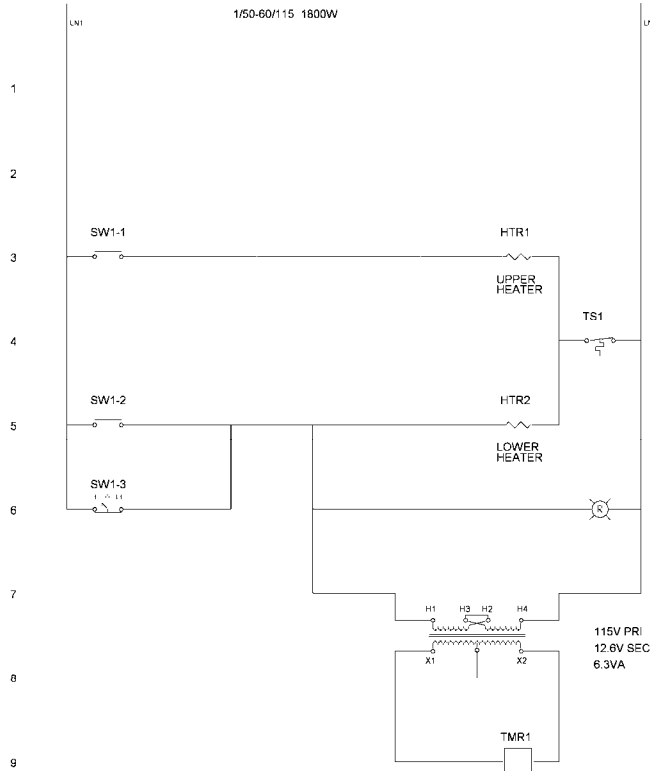 1/50-60/115 1800W
LN1
1
2
SW1-1
HTR1
3
UPPER
HEATER
TS1
4
SW1-2
HTR2
5
LOWER
HEATER
SW1-3
6
R
7
H1 H3 H2 H4
115V PRI
12.6V SEC
6.3VA
X1 X2
8
TMR1
9